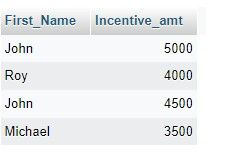 First_Name Incentive_amt
John 5000
Roy 4000
John 4500
Michael 3500